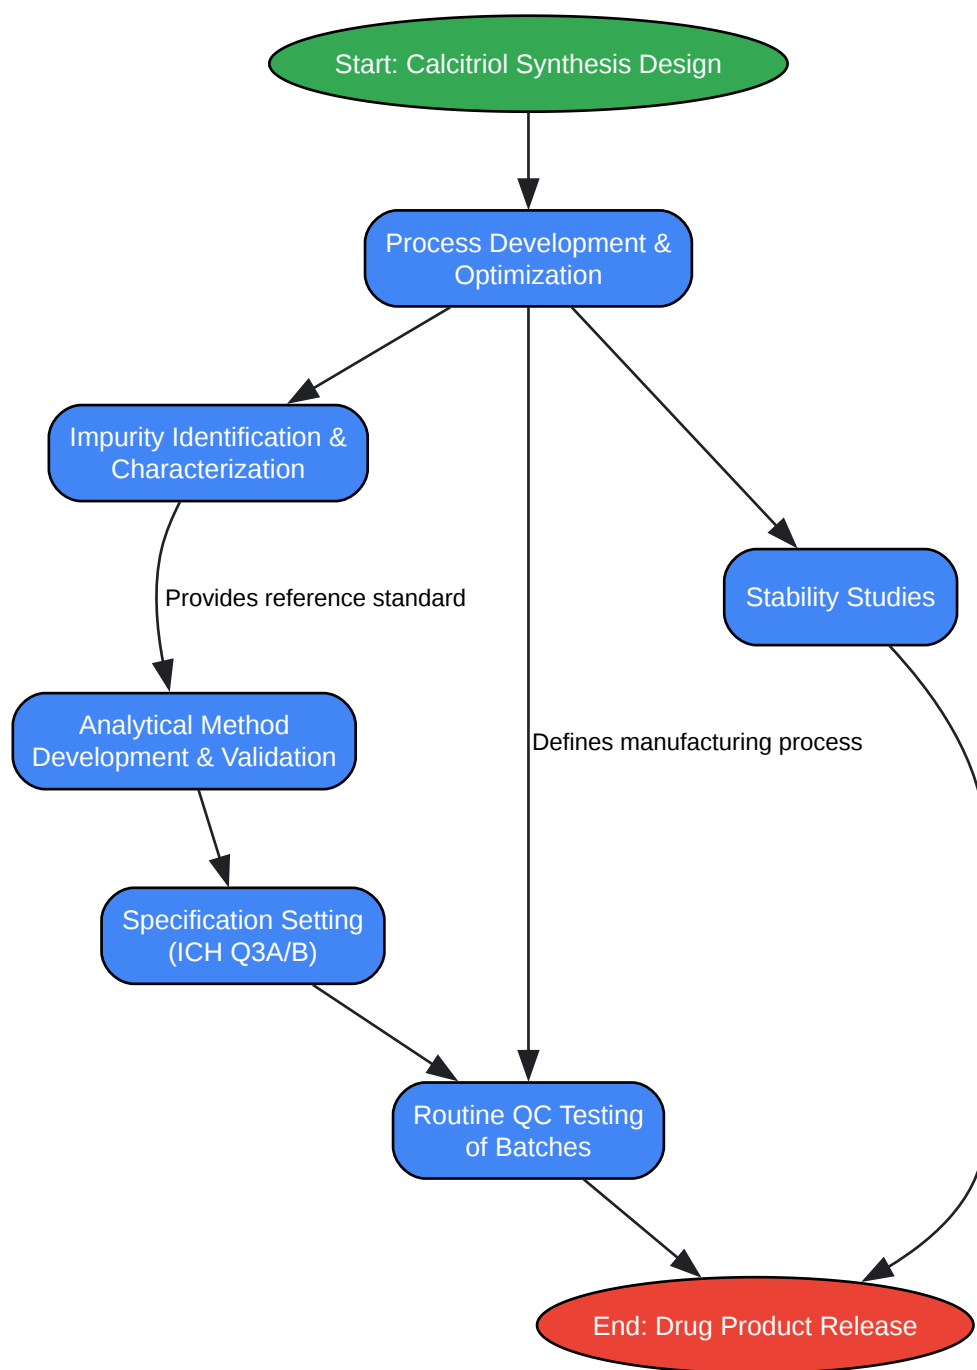 Start: Calcitriol Synthesis Design
Process Development &
Optimization
Impurity Identification &
Characterization
Provides reference standard
Stability Studies
Analytical Method
Development & Validation
Defines manufacturing process
Specification Setting
(ICH Q3A/B)
Routine QC Testing
of Batches
End: Drug Product Release